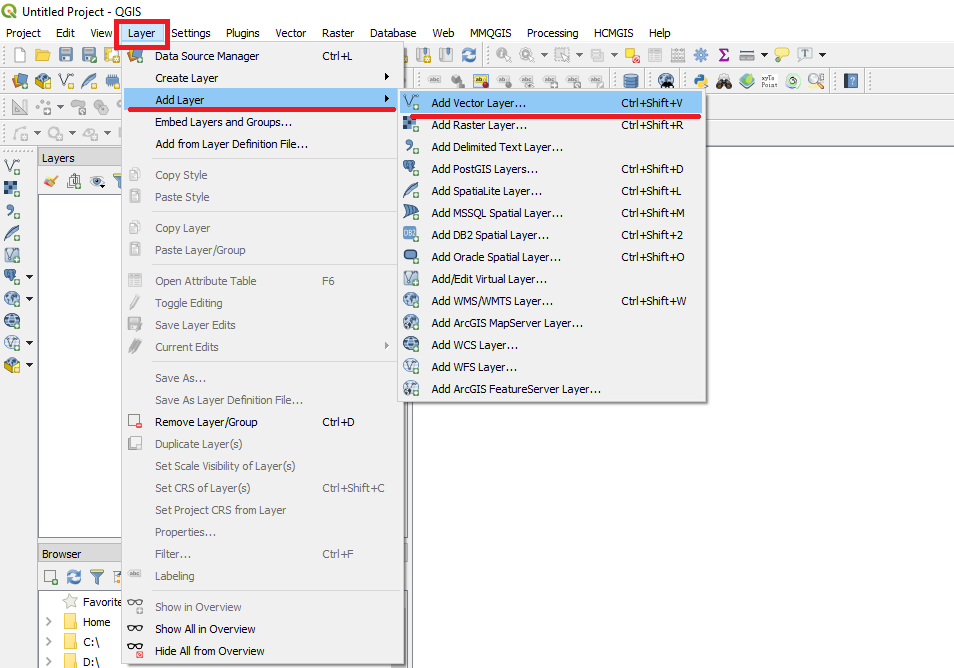 Untitled Project - QGIS
Project Edit View Layer Settings Plugins Vector Raster Database Web MMQGIS Processing HCMGIS Help
Data Source Manager Ctrl+L
Create Layer
Add Layer
Embed Layers and Groups...
Add from Layer Definition File...
Copy Style
Paste Style
Copy Layer
Paste Layer/Group
Open Attribute Table F6
Toggle Editing
Save Layer Edits
Current Edits
Save As...
Save As Layer Definition File...
Remove Layer/Group Ctrl+D
Duplicate Layer(s)
Set Scale Visibility of Layer(s)
Set CRS of Layer(s) Ctrl+Shift+C
Set Project CRS from Layer
Properties...
Filter... Ctrl+F
Labeling
Show in Overview
Show All in Overview
Hide All from Overview
Add Vector Layer... Ctrl+Shift+V
Add Raster Layer... Ctrl+Shift+R
Add Delimited Text Layer...
Add PostGIS Layers... Ctrl+Shift+D
Add SpatiaLite Layer... Ctrl+Shift+L
Add MSSQL Spatial Layer... Ctrl+Shift+M
Add DB2 Spatial Layer... Ctrl+Shift+2
Add Oracle Spatial Layer... Ctrl+Shift+O
Add/Edit Virtual Layer...
Add WMS/WMTS Layer... Ctrl+Shift+W
Add ArcGIS MapServer Layer...
Add WCS Layer...
Add WFS Layer...
Add ArcGIS FeatureServer Layer...
Layers
Browser
Favorite
Home
C:\
D:\